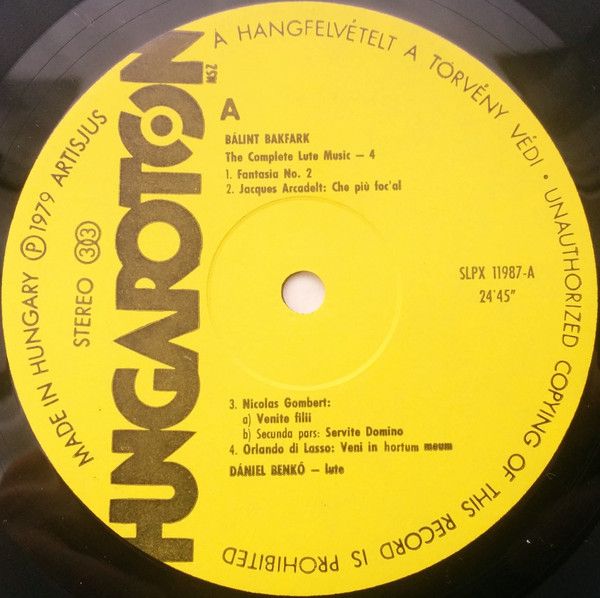 A HANGFELVÉTELT A TÖRVÉNY VÉDI · UNAUTHORIZED COPYING OF THIS RECORD IS PROHIBITED
MADE IN HUNGARY Ⓟ 1979 ARTISJUS
STEREO 33
HUNGAROTON
MSZ
A
BÁLINT BAKFARK
The Complete Lute Music – 4
1. Fantasia No. 2
2. Jacques Arcadelt: Che più foc'al
SLPX 11987-A
24'45"
3. Nicolas Gombert:
a) Venite filii
b) Secunda pars: Servite Domino
4. Orlando di Lasso: Veni in hortum meum
DÁNIEL BENKŐ – lute